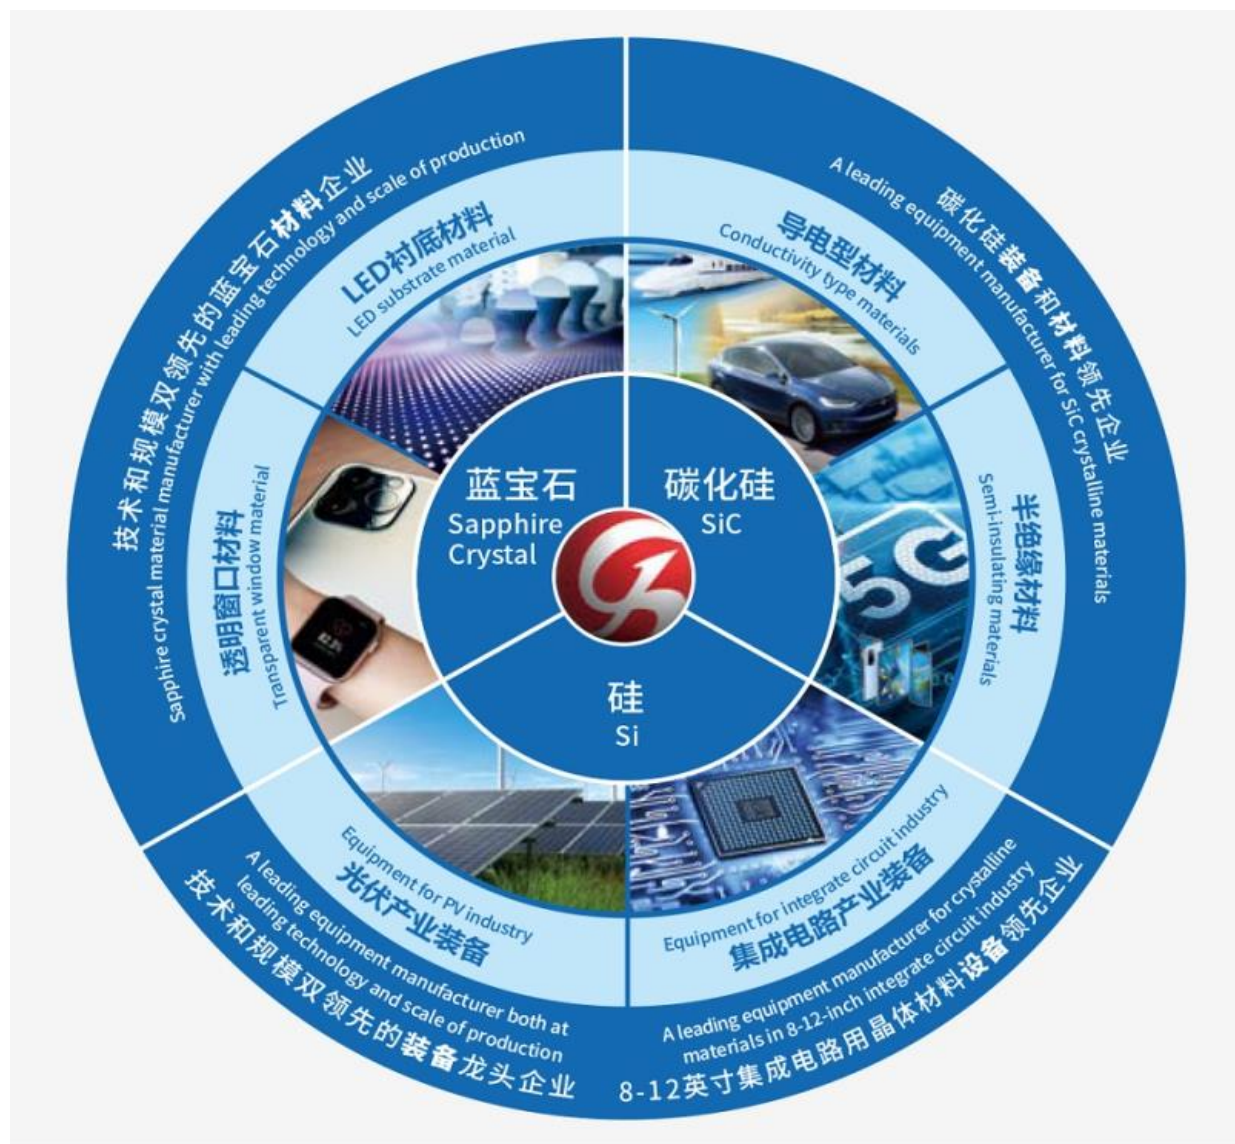 技术和规模双领先的蓝宝石材料企业
Sapphire crystal material manufacturer with leading technology and scale of production
LED衬底材料
LED substrate material
透明窗口材料
Transparent window material
蓝宝石
Sapphire
Crystal
碳化硅装备和材料领先企业
A leading equipment manufacturer for SiC crystalline materials
导电型材料
Conductivity type materials
半绝缘材料
Semi-insulating materials
5G
碳化硅
SiC
硅
Si
Equipment for PV industry
光伏产业装备
A leading equipment manufacturer both at
leading technology and scale of production
技术和规模双领先的装备龙头企业
Equipment for integrate circuit industry
集成电路产业装备
A leading equipment manufacturer for crystalline
materials in 8-12-inch integrate circuit industry
8-12英寸集成电路用晶体材料设备领先企业